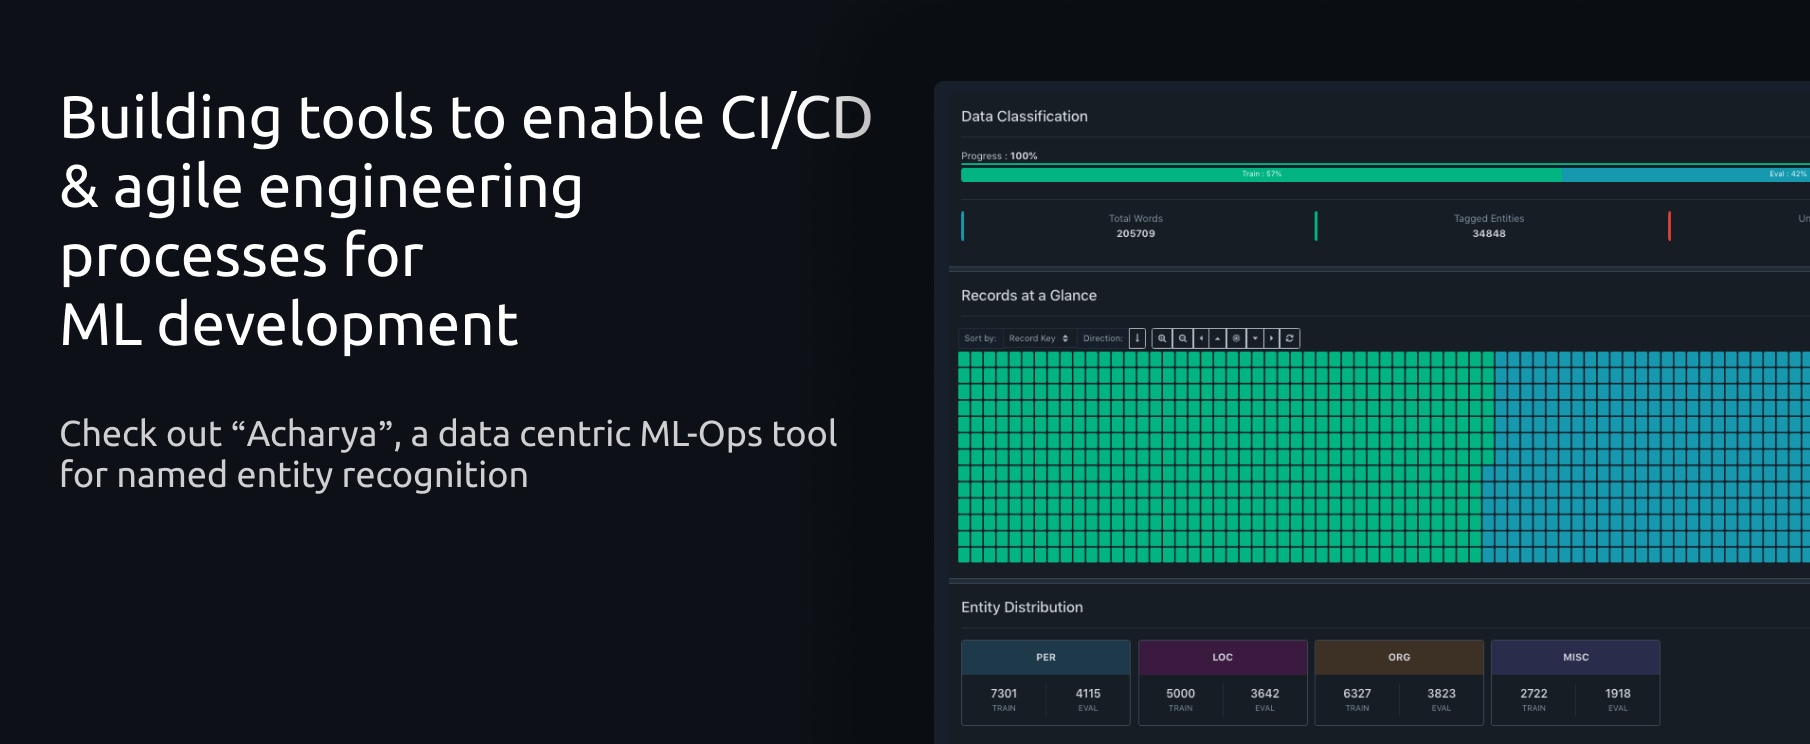 Building tools to enable CI/CD
& agile engineering
processes for
ML development
Check out “Acharya”, a data centric ML-Ops tool
for named entity recognition
Data Classification
Progress : 100%
Train : 57% Eval : 42%
Total Words Tagged Entities Un
205709 34848
Records at a Glance
Sort by: Record Key Direction:
Entity Distribution
PER LOC ORG MISC
7301 4115 5000 3642 6327 3823 2722 1918
TRAIN EVAL TRAIN EVAL TRAIN EVAL TRAIN EVAL